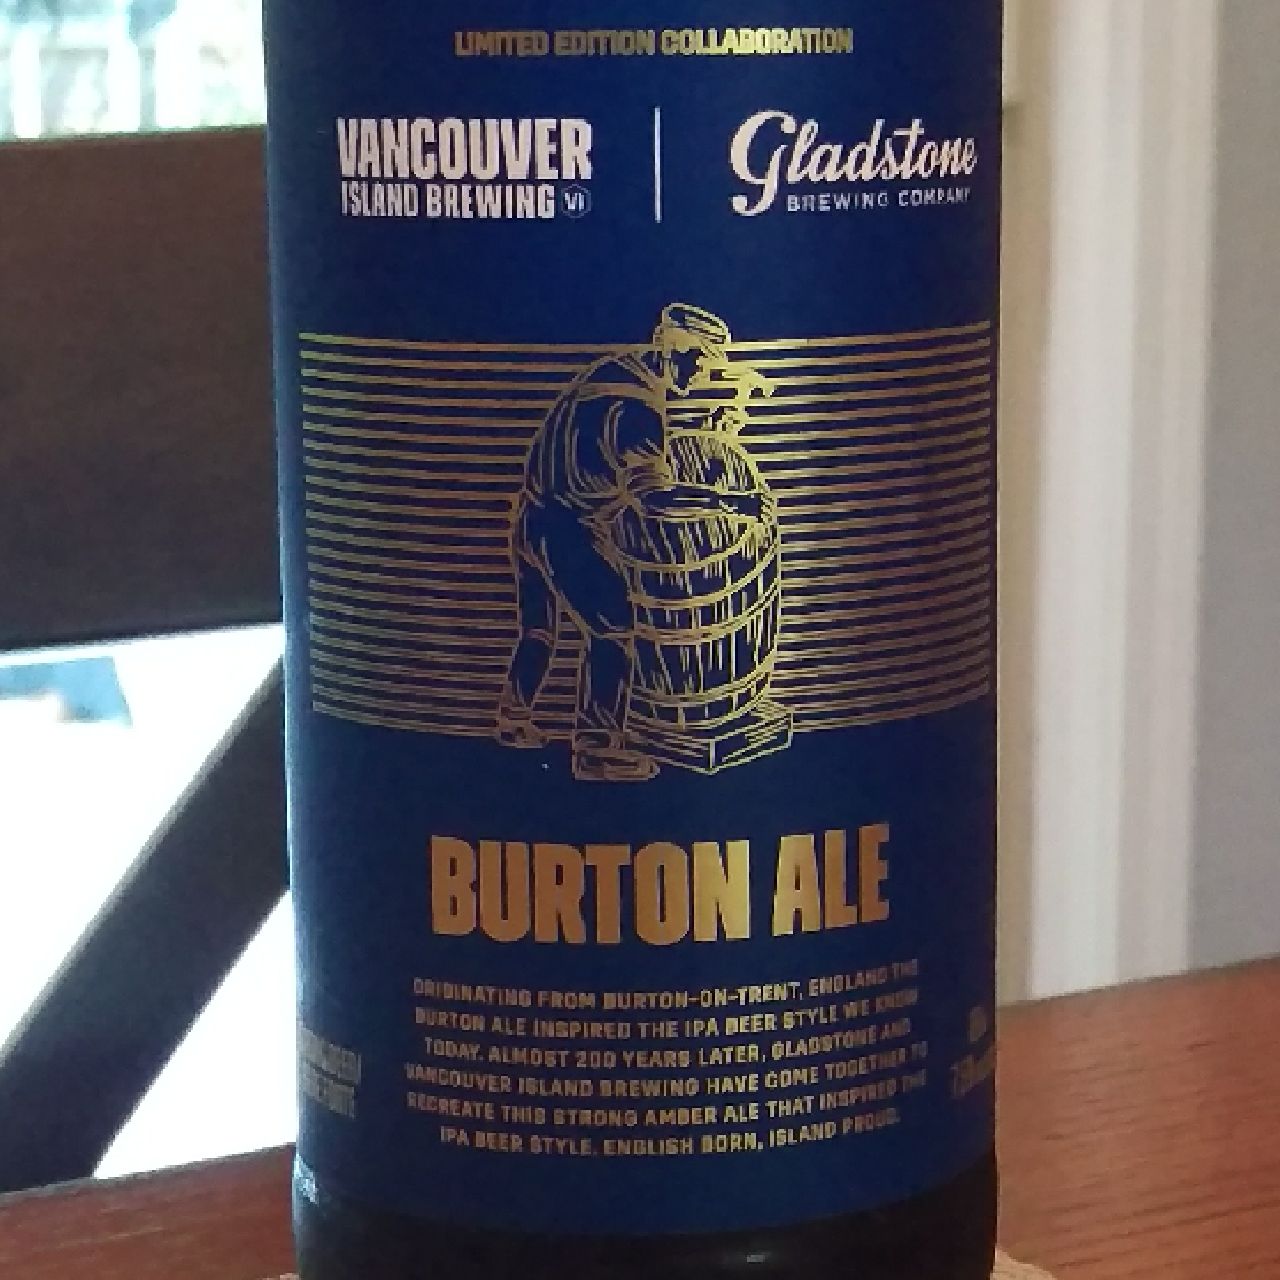 LIMITED EDITION COLLABORATION
VANCOUVER
ISLAND BREWING VI
Gladstone
BREWING COMPANY
BURTON ALE
ORIGINATING FROM BURTON-ON-TRENT, ENGLAND THE
BURTON ALE INSPIRED THE IPA BEER STYLE WE KNOW
TODAY. ALMOST 200 YEARS LATER, GLADSTONE AND
VANCOUVER ISLAND BREWING HAVE COME TOGETHER TO
RECREATE THIS STRONG AMBER ALE THAT INSPIRED THE
IPA BEER STYLE. ENGLISH BORN, ISLAND PROUD.